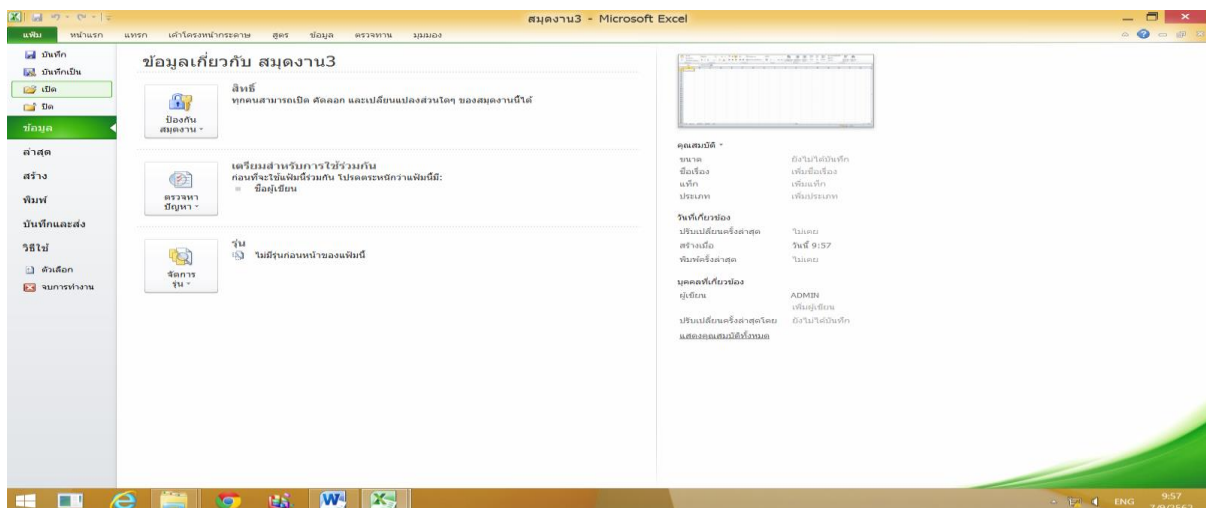 สมุดงาน3 - Microsoft Excel
แฟ้ม หน้าแรก แทรก เค้าโครงหน้ากระดาษ สูตร ข้อมูล ตรวจทาน มุมมอง
บันทึก
บันทึกเป็น
เปิด
ปิด
ข้อมูล
ล่าสุด
สร้าง
พิมพ์
บันทึกและส่ง
วิธีใช้
ตัวเลือก
จบการทำงาน
ข้อมูลเกี่ยวกับ สมุดงาน3
ป้องกัน
สมุดงาน
สิทธิ์
ทุกคนสามารถเปิด คัดลอก และเปลี่ยนแปลงส่วนใดๆ ของสมุดงานนี้ได้
ตรวจหา
ปัญหา
เตรียมสำหรับการใช้ร่วมกัน
ก่อนที่จะใช้แฟ้มนี้ร่วมกัน โปรดตระหนักว่าแฟ้มนี้มี:
ชื่อผู้เขียน
จัดการ
รุ่น
รุ่น
ไม่มีรุ่นก่อนหน้าของแฟ้มนี้
คุณสมบัติ
ขนาด ยังไม่ได้บันทึก
ชื่อเรื่อง เพิ่มชื่อเรื่อง
แท็ก เพิ่มแท็ก
ประเภท เพิ่มประเภท
วันที่เกี่ยวข้อง
ปรับเปลี่ยนครั้งล่าสุด ไม่เคย
สร้างเมื่อ วันนี้ 9:57
พิมพ์ครั้งล่าสุด ไม่เคย
บุคคลที่เกี่ยวข้อง
ผู้เขียน ADMIN
เพิ่มผู้เขียน
ปรับเปลี่ยนครั้งล่าสุดโดย ยังไม่ได้บันทึก
แสดงคุณสมบัติทั้งหมด
ENG 9:57